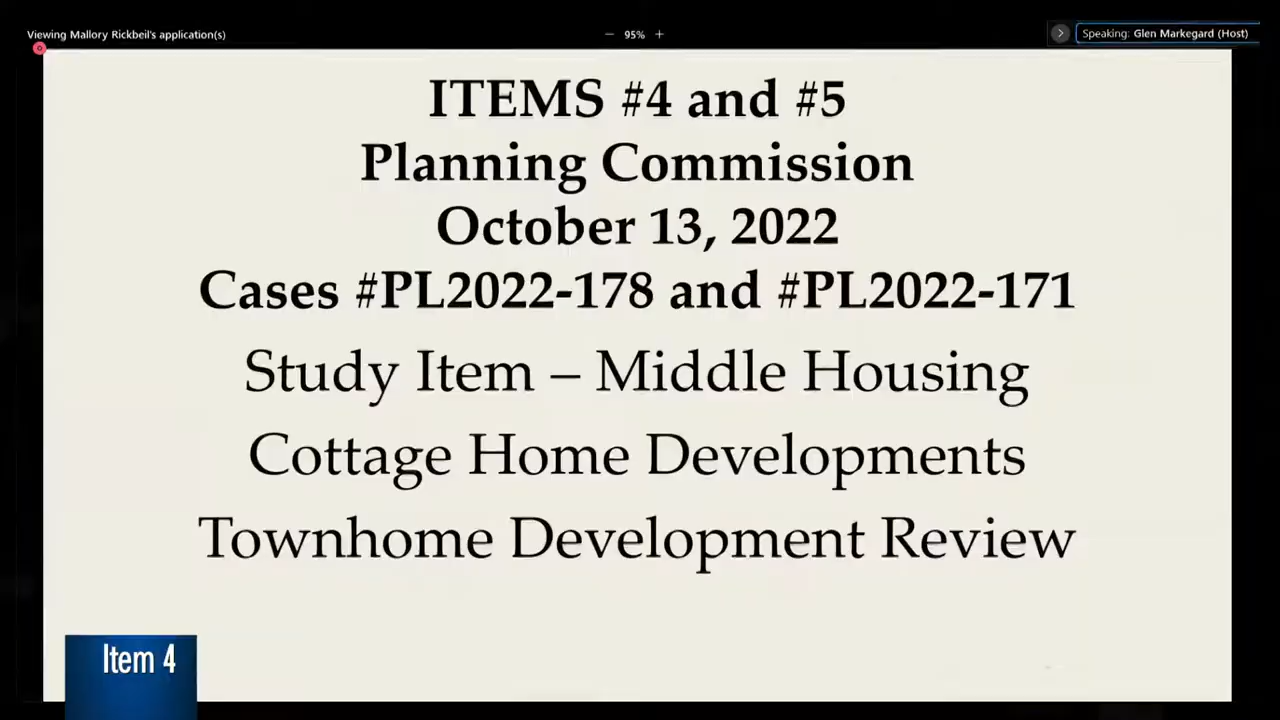 Viewing Mallory Rickbeil's application(s)
− 95% +
Speaking: Glen Markegard (Host)
ITEMS #4 and #5
Planning Commission
October 13, 2022
Cases #PL2022-178 and #PL2022-171
Study Item – Middle Housing
Cottage Home Developments
Townhome Development Review
Item 4